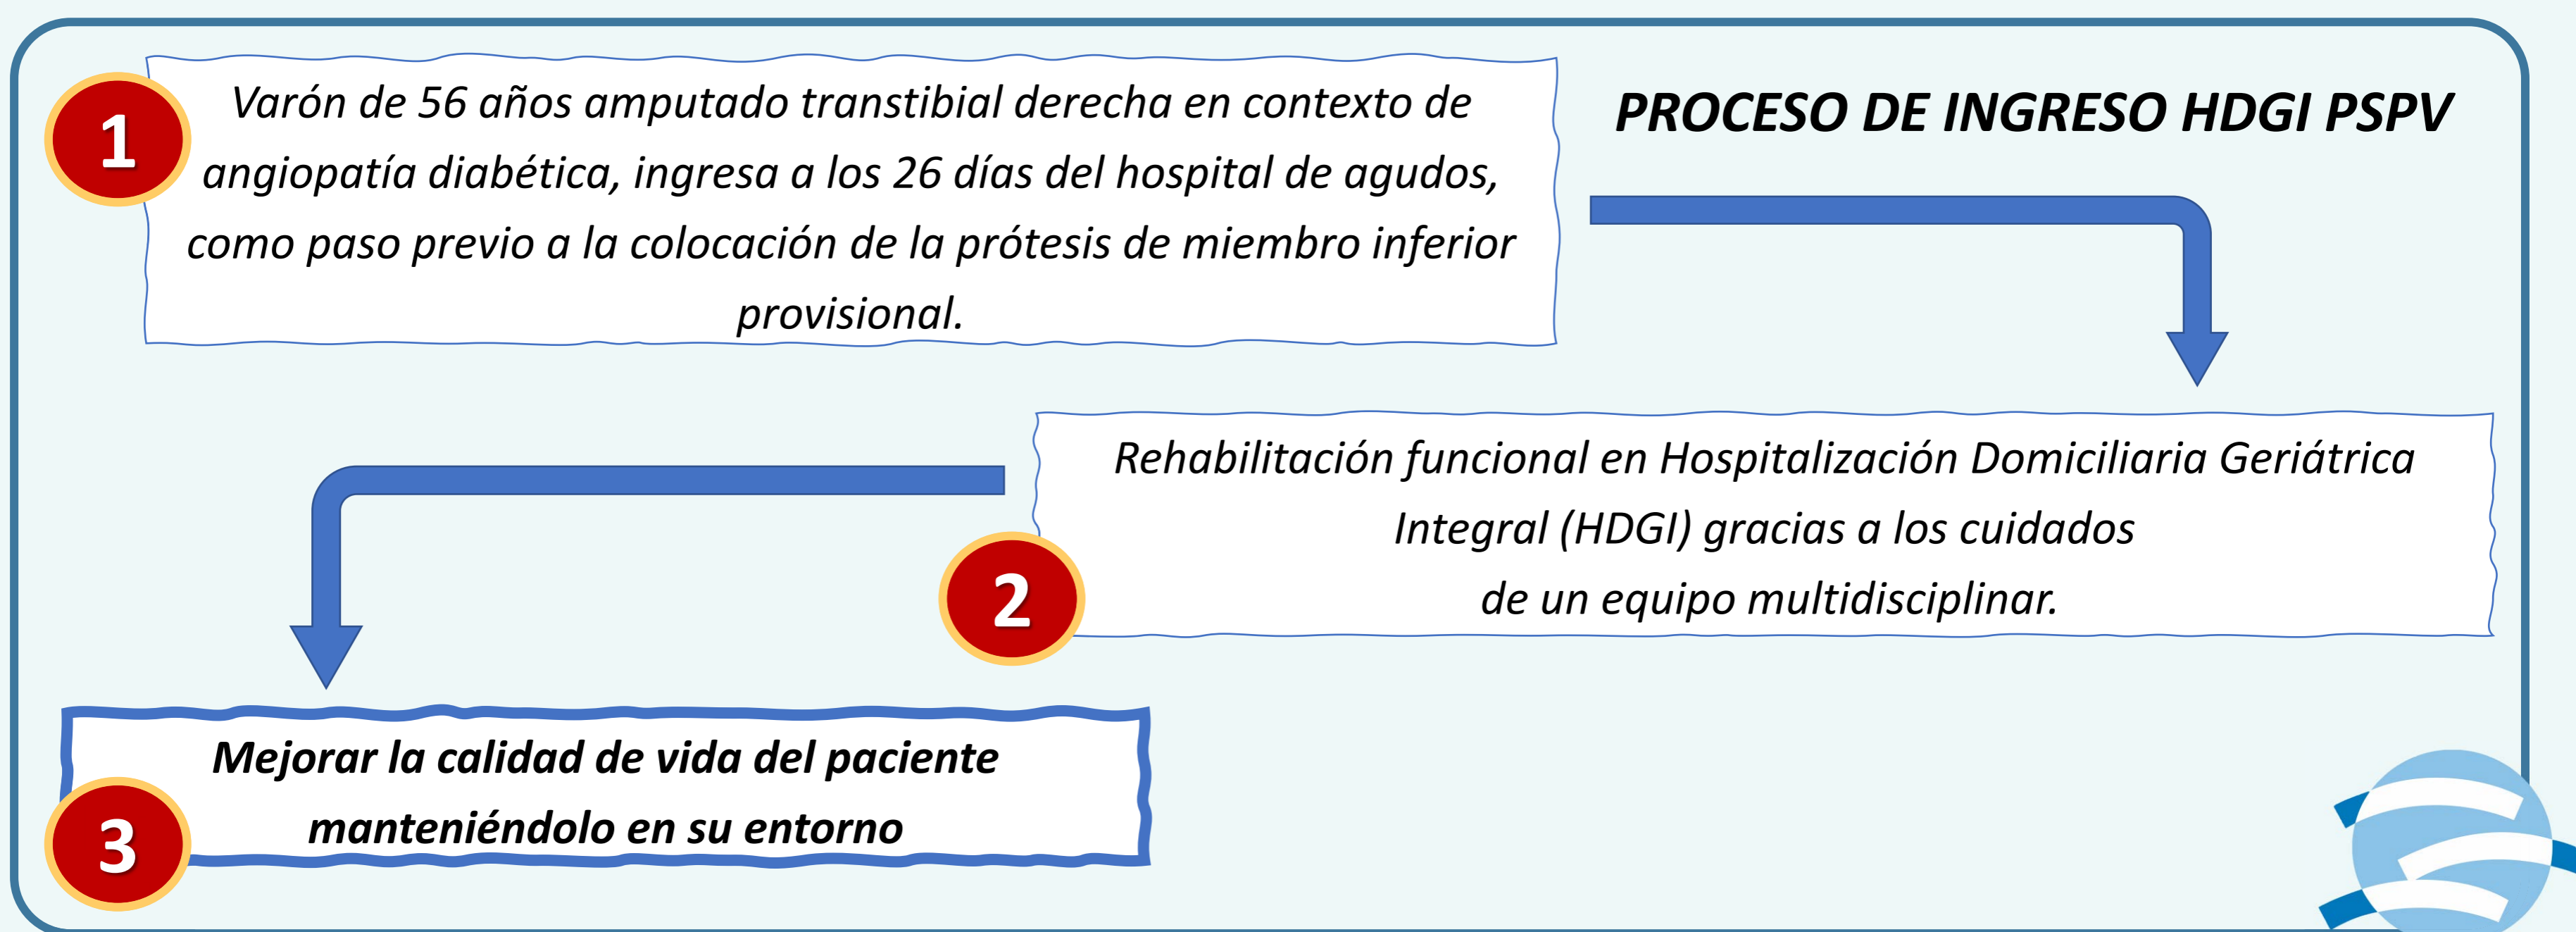 1
Varón de 56 años amputado transtibial derecha en contexto de
angiopatía diabética, ingresa a los 26 días del hospital de agudos,
como paso previo a la colocación de la prótesis de miembro inferior
provisional.
PROCESO DE INGRESO HDGI PSPV
Rehabilitación funcional en Hospitalización Domiciliaria Geriátrica
Integral (HDGI) gracias a los cuidados
de un equipo multidisciplinar.
2
Mejorar la calidad de vida del paciente
manteniéndolo en su entorno
3